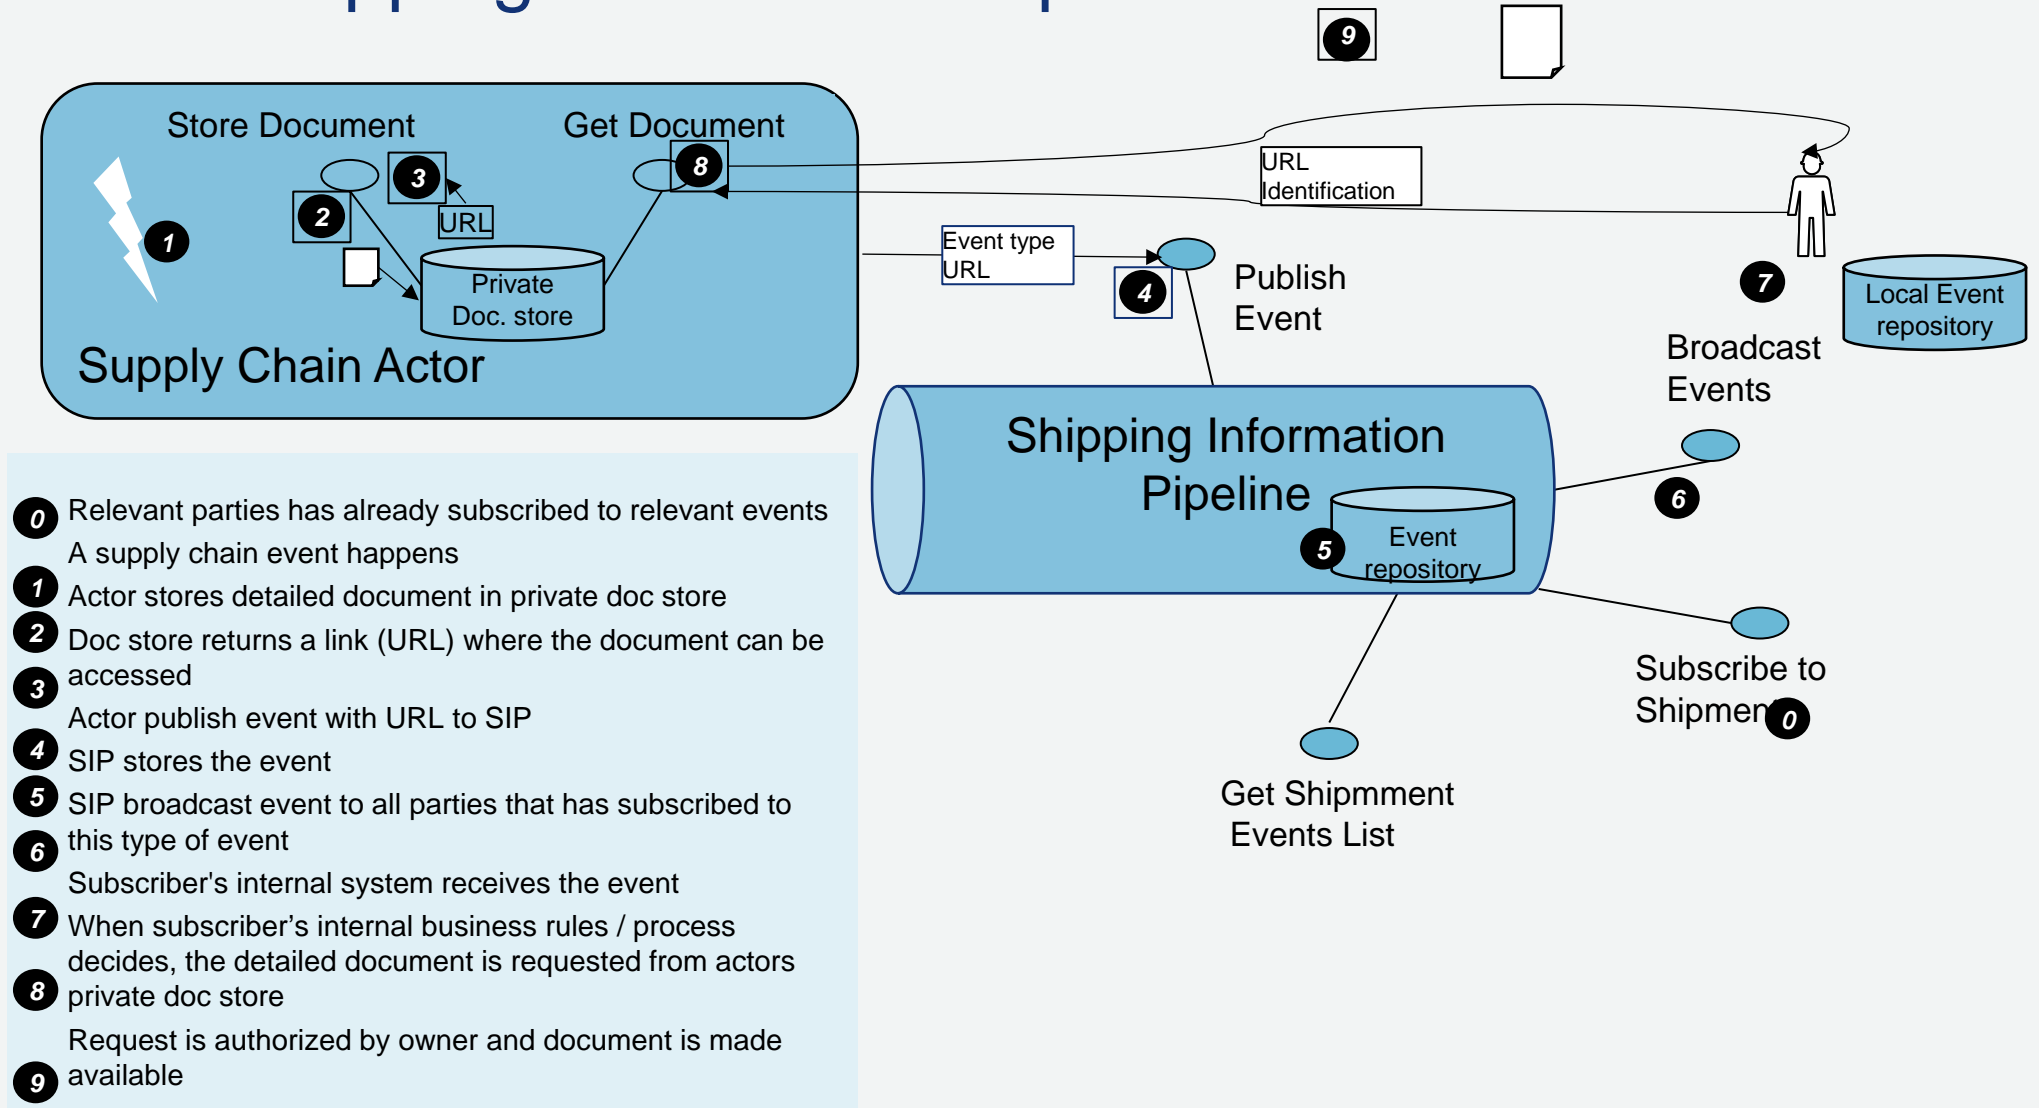 9
Store Document
Get Document
3
8
2
URL
1
Private
Doc. store
Supply Chain Actor
URL
Identification
Event type
URL
4
Publish
Event
7
Local Event
repository
Broadcast
Events
6
Shipping Information
Pipeline
5
Event
repository
Subscribe to
0
Get Shipmment
Events List
0 Relevant parties has already subscribed to relevant events
A supply chain event happens
1
Actor stores detailed document in private doc store
2
Doc store returns a link (URL) where the document can be
3 accessed
Actor publish event with URL to SIP
4
SIP stores the event
5
SIP broadcast event to all parties that has subscribed to
6 this type of event
Subscriber's internal system receives the event
7
When subscriber’s internal business rules / process
decides, the detailed document is requested from actors
8 private doc store
Request is authorized by owner and document is made
9 available